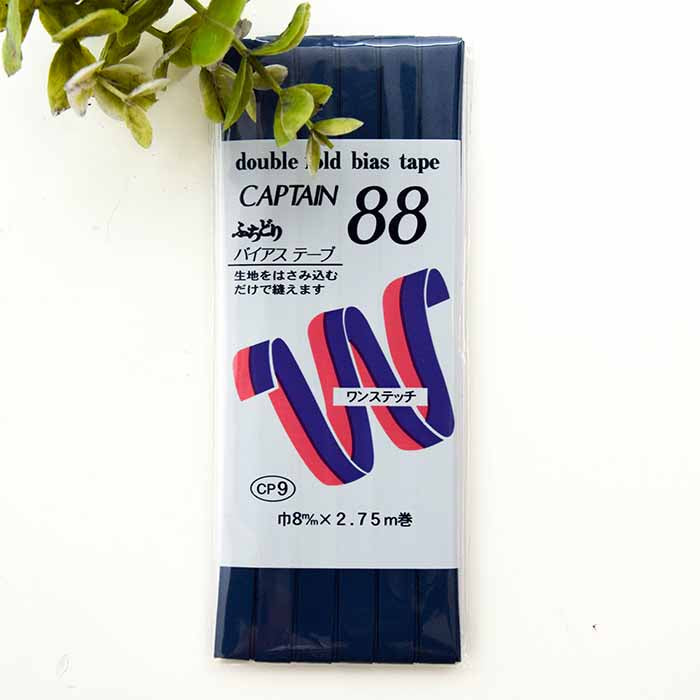 double fold bias tape
CAPTAIN 88
ふちどり
バイアステープ
生地をはさみ込む
だけで縫えます
ワンステッチ
CP9
巾8m/m×2.75m巻